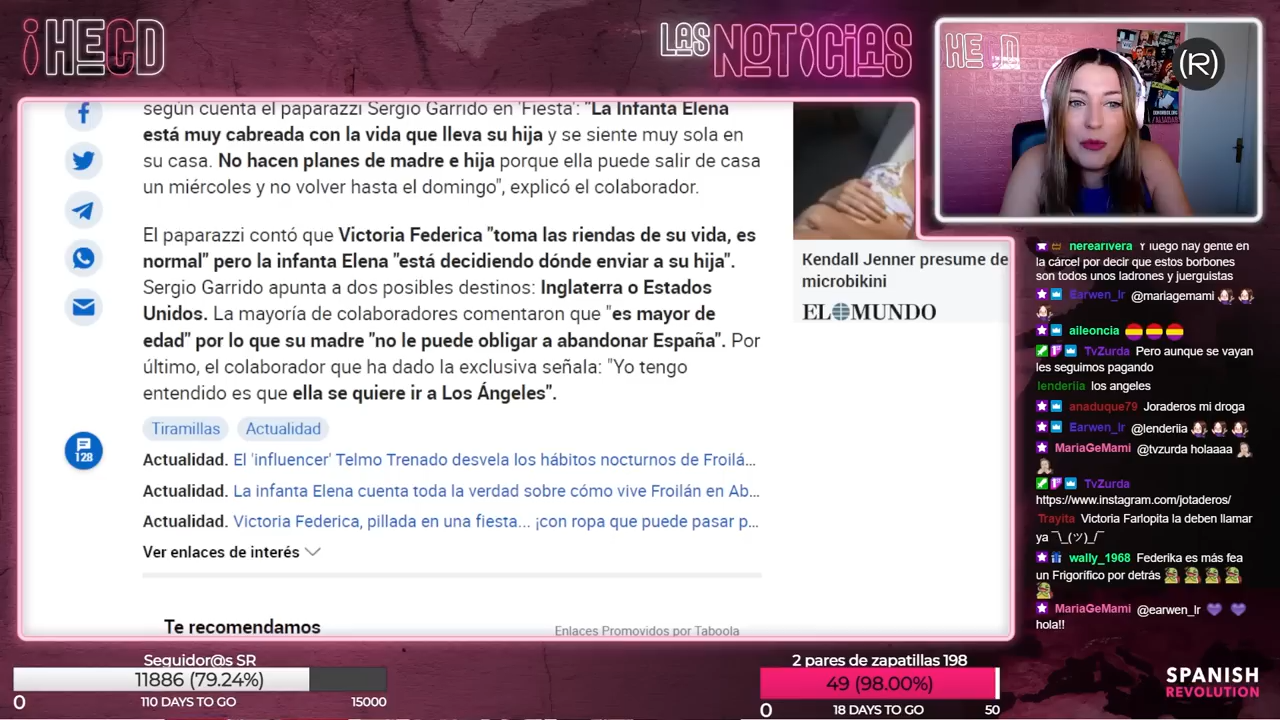 ¡HECD
LAS NOTICIAS
HE D
(R)
según cuenta el paparazzi Sergio Garrido en 'Fiesta': "La Infanta Elena
está muy cabreada con la vida que lleva su hija y se siente muy sola en
su casa. No hacen planes de madre e hija porque ella puede salir de casa
un miércoles y no volver hasta el domingo", explicó el colaborador.
El paparazzi contó que Victoria Federica "toma las riendas de su vida, es
normal" pero la infanta Elena "está decidiendo dónde enviar a su hija".
Sergio Garrido apunta a dos posibles destinos: Inglaterra o Estados
Unidos. La mayoría de colaboradores comentaron que "es mayor de
edad" por lo que su madre "no le puede obligar a abandonar España". Por
último, el colaborador que ha dado la exclusiva señala: "Yo tengo
entendido es que ella se quiere ir a Los Ángeles".
Tiramillas Actualidad
128
Actualidad. El 'influencer' Telmo Trenado desvela los hábitos nocturnos de Froilá...
Actualidad. La infanta Elena cuenta toda la verdad sobre cómo vive Froilán en Ab...
Actualidad. Victoria Federica, pillada en una fiesta... ¡con ropa que puede pasar p...
Ver enlaces de interés
Te recomendamos
Enlaces Promovidos por Taboola
Kendall Jenner presume de
microbikini
EL MUNDO
nerearivera Y luego hay gente en
la cárcel por decir que estos borbones
son todos unos ladrones y juerguistas
Earwen_lr @mariagemami
aileoncia
TvZurda Pero aunque se vayan
les seguimos pagando
lenderiia los angeles
anaduque79 Joraderos mi droga
Earwen_lr @lenderiia
MariaGeMami @tvzurda holaaaa
TvZurda
https://www.instagram.com/jotaderos/
Trayita Victoria Farlopita la deben llamar
ya ¯\_(ツ)_/¯
wally_1968 Federika es más fea
un Frigorífico por detrás
MariaGeMami @earwen_lr
hola!!
Seguidor@s SR
11886 (79.24%)
0 110 DAYS TO GO 15000
2 pares de zapatillas 198
49 (98.00%)
0 18 DAYS TO GO 50
SPANISH
REVOLUTION